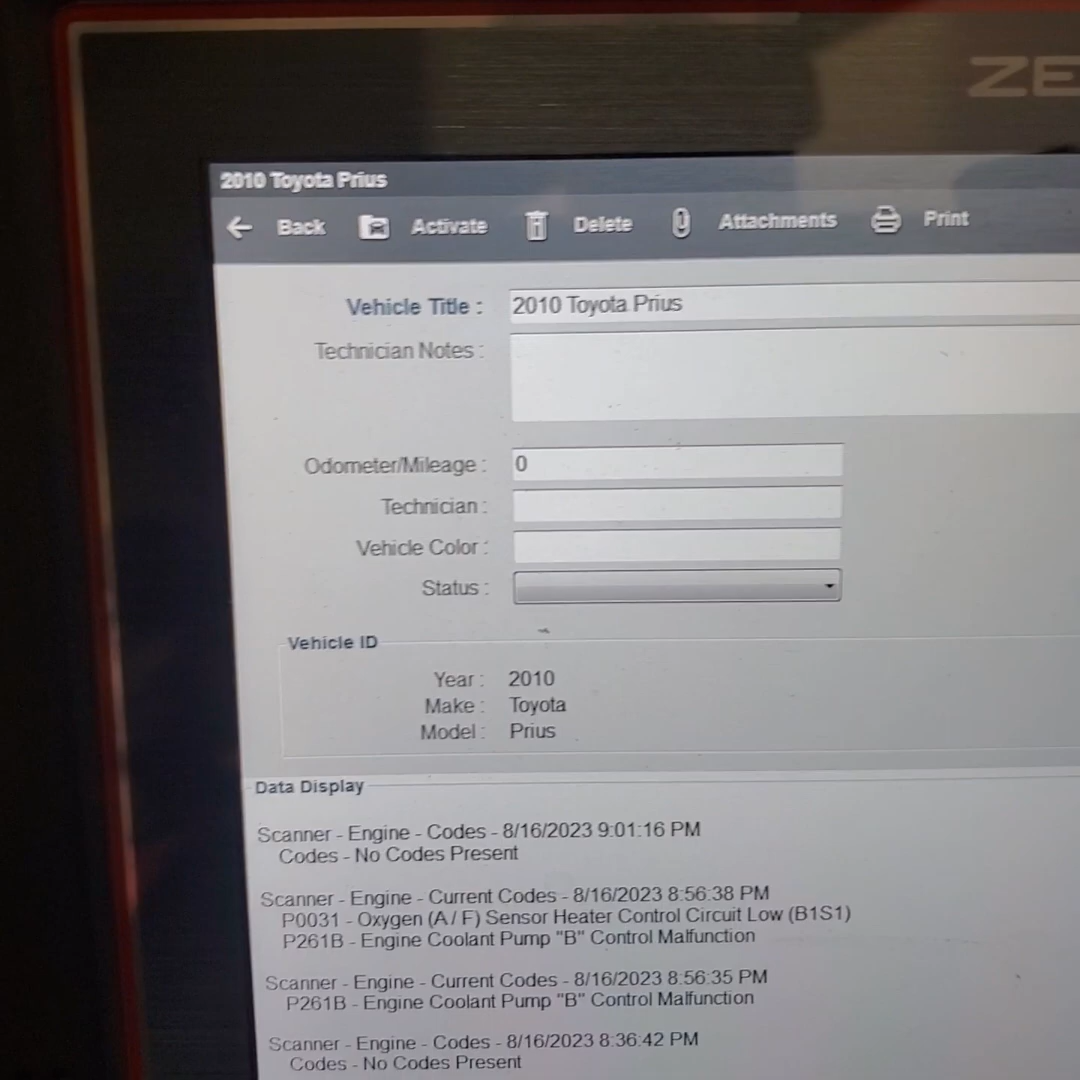 ZE
2010 Toyota Prius
Back Activate Delete Attachments Print
Vehicle Title : 2010 Toyota Prius
Technician Notes :
Odometer/Mileage : 0
Technician :
Vehicle Color :
Status :
Vehicle ID
Year : 2010
Make : Toyota
Model : Prius
Data Display
Scanner - Engine - Codes - 8/16/2023 9:01:16 PM
Codes - No Codes Present
Scanner - Engine - Current Codes - 8/16/2023 8:56:38 PM
P0031 - Oxygen (A / F) Sensor Heater Control Circuit Low (B1S1)
P261B - Engine Coolant Pump "B" Control Malfunction
Scanner - Engine - Current Codes - 8/16/2023 8:56:35 PM
P261B - Engine Coolant Pump "B" Control Malfunction
Scanner - Engine - Codes - 8/16/2023 8:36:42 PM
Codes - No Codes Present